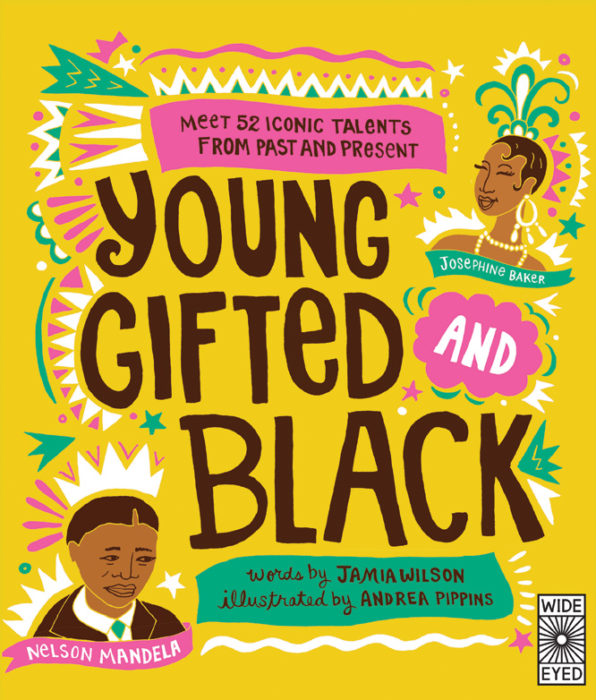 MEET 52 ICONIC TALENTS
FROM PAST AND PRESENT
YOUNG
GIFTED
AND
BLACK
JOSEPHINE BAKER
words by JAMIA WILSON
illustrated by ANDREA PIPPINS
NELSON MANDELA
WIDE
EYED